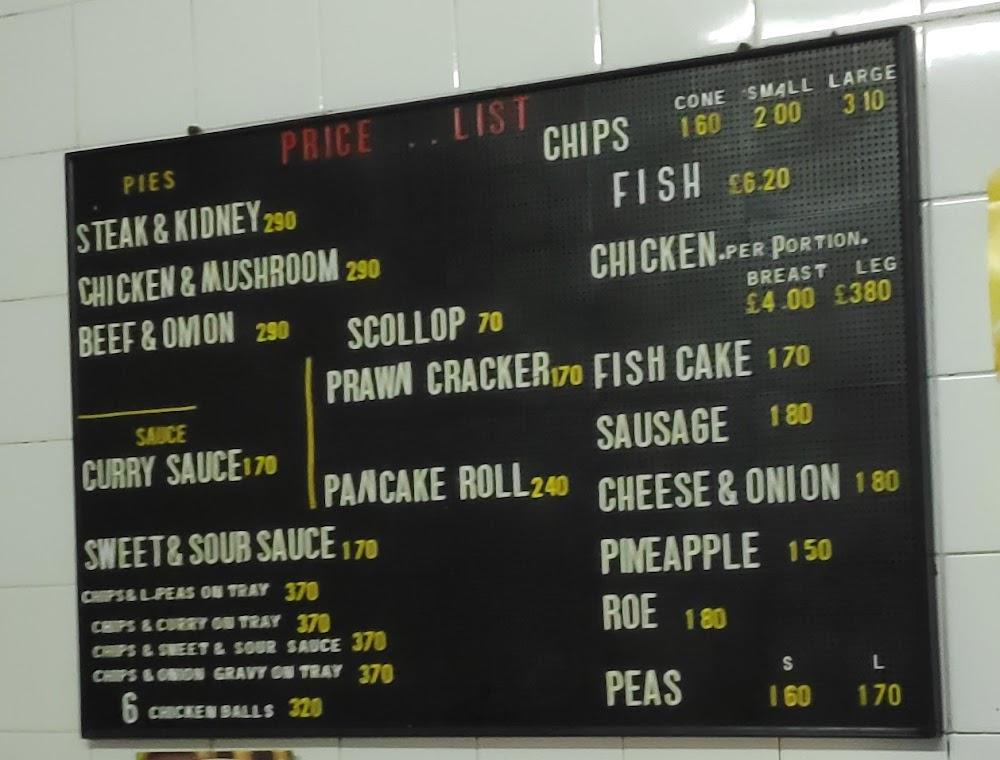 PRICE .. LIST
PIES
STEAK & KIDNEY 290
CHICKEN & MUSHROOM 290
BEEF & ONION 290
SAUCE
CURRY SAUCE 170
SWEET & SOUR SAUCE 170
CHIPS & L-PEAS ON TRAY 370
CHIPS & CURRY ON TRAY 370
CHIPS & SWEET & SOUR SAUCE 370
CHIPS & ONION GRAVY ON TRAY 370
6 CHICKEN BALLS 320
SCOLLOP 70
PRAWN CRACKER 170
PANCAKE ROLL 240
CONE SMALL LARGE
CHIPS 160 200 310
FISH £6.20
CHICKEN.PER PORTION.
BREAST LEG
£4.00 £380
FISH CAKE 170
SAUSAGE 180
CHEESE & ONION 180
PINEAPPLE 150
ROE 180
S L
PEAS 160 170